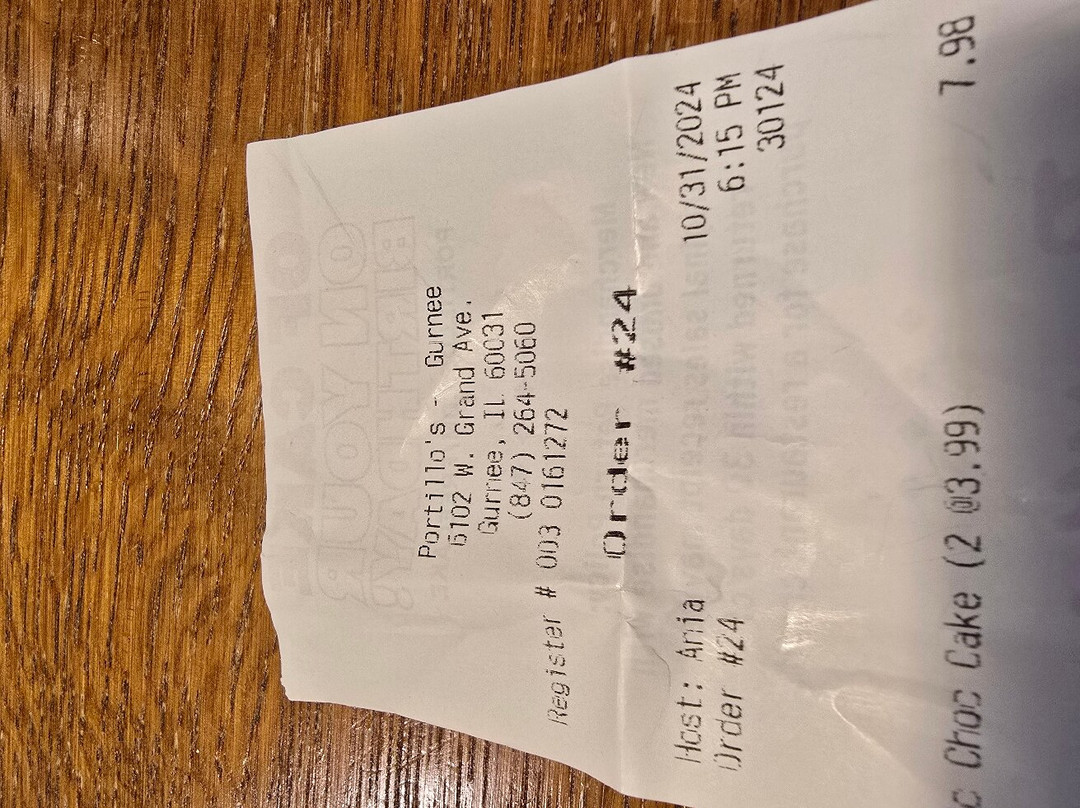 Portillo's - Gurnee
6102 W. Grand Ave.
Gurnee, IL 60031
(847) 264-5060
Register # 003 0161272
Order #24
Host: Ania 10/31/2024
Order #24 6:15 PM
30124
c Choc Cake (2 @3.99) 7.98